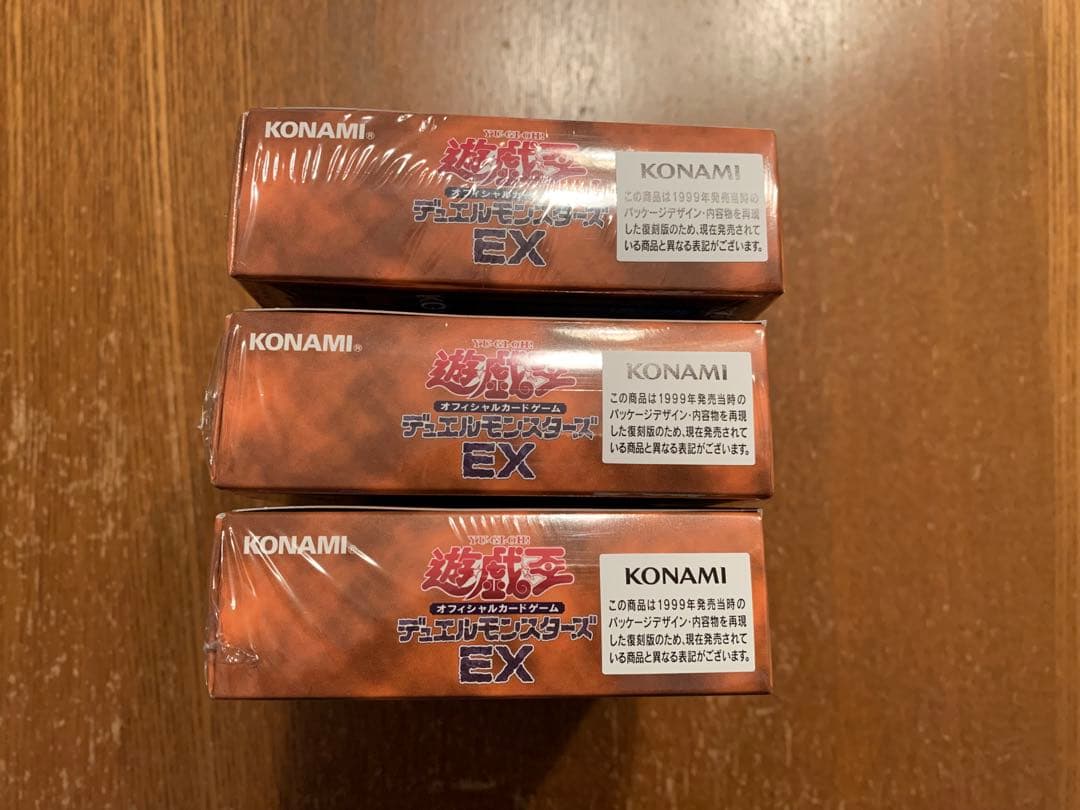 KONAMI®
YU-GI-OH!
遊戯王
オフィシャルカードゲーム
デュエルモンスターズ
EX
KONAMI
この商品は1999年発売当時の
パッケージデザイン・内容物を再現
した復刻版のため、現在発売されて
いる商品と異なる表記がございます。
KO
KONAMI®
YU-GI-OH!
遊戯王
オフィシャルカードゲーム
デュエルモンスターズ
EX
KONAMI
この商品は1999年発売当時の
パッケージデザイン・内容物を再現
した復刻版のため、現在発売されて
いる商品と異なる表記がございます。
KONAMI®
YU-GI-OH!
遊戯王
オフィシャルカードゲーム
デュエルモンスターズ
EX
KONAMI
この商品は1999年発売当時の
パッケージデザイン・内容物を再現
した復刻版のため、現在発売されて
いる商品と異なる表記がございます。